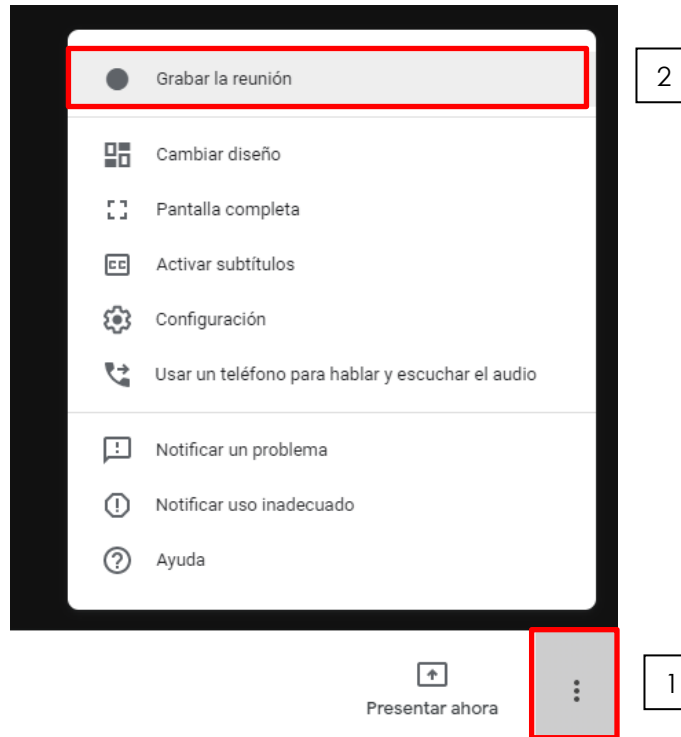 Grabar la reunión
2
Cambiar diseño
Pantalla completa
CC
Activar subtítulos
Configuración
Usar un teléfono para hablar y escuchar el audio
Notificar un problema
Notificar uso inadecuado
Ayuda
Presentar ahora
1